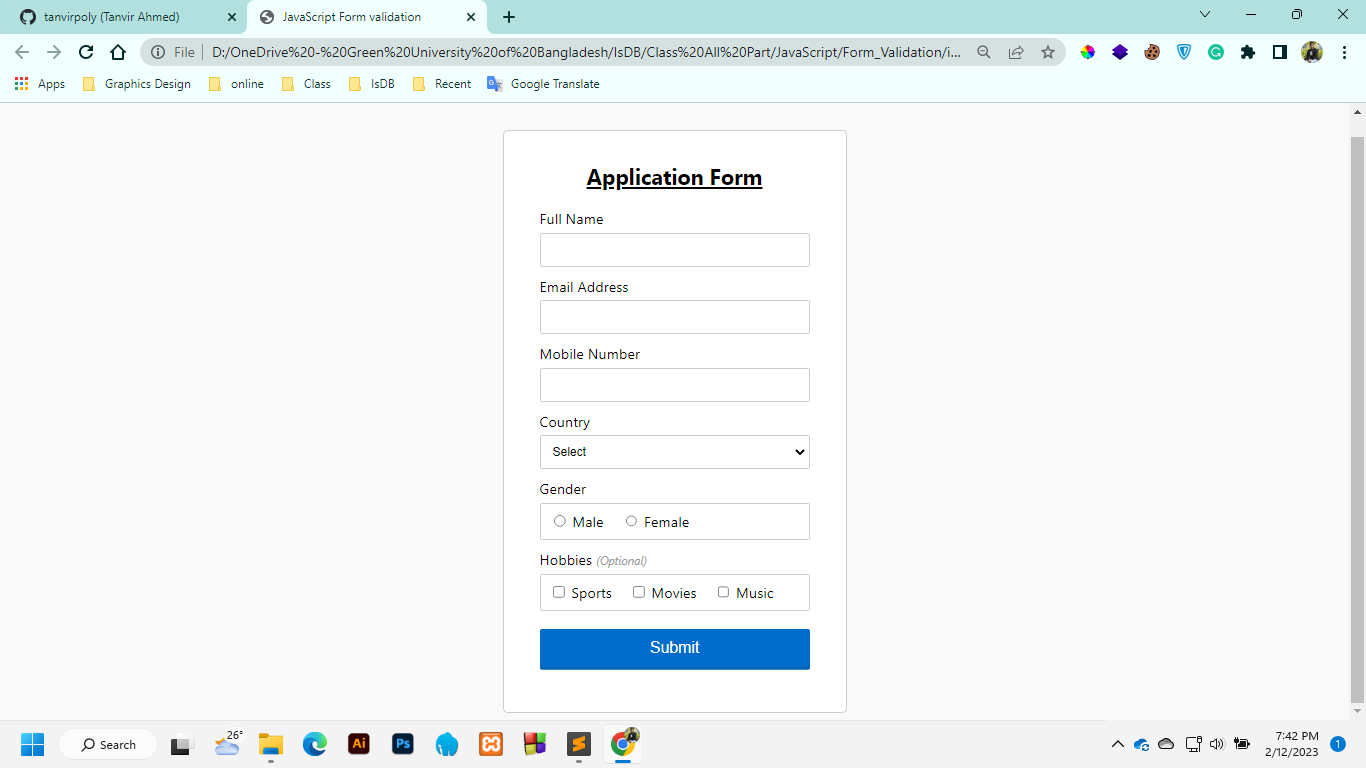 tanvirpoly (Tanvir Ahmed)
JavaScript Form validation
File
D:/OneDrive%20-%20Green%20University%20of%20Bangladesh/IsDB/Class%20All%20Part/JavaScript/Form_Validation/i...
Apps
Graphics Design
online
Class
IsDB
Recent
Google Translate
Application Form
Full Name
Email Address
Mobile Number
Country
Select
Gender
Male Female
Hobbies (Optional)
Sports Movies Music
Submit
Search
26°
Ai
Ps
7:42 PM
2/12/2023
1